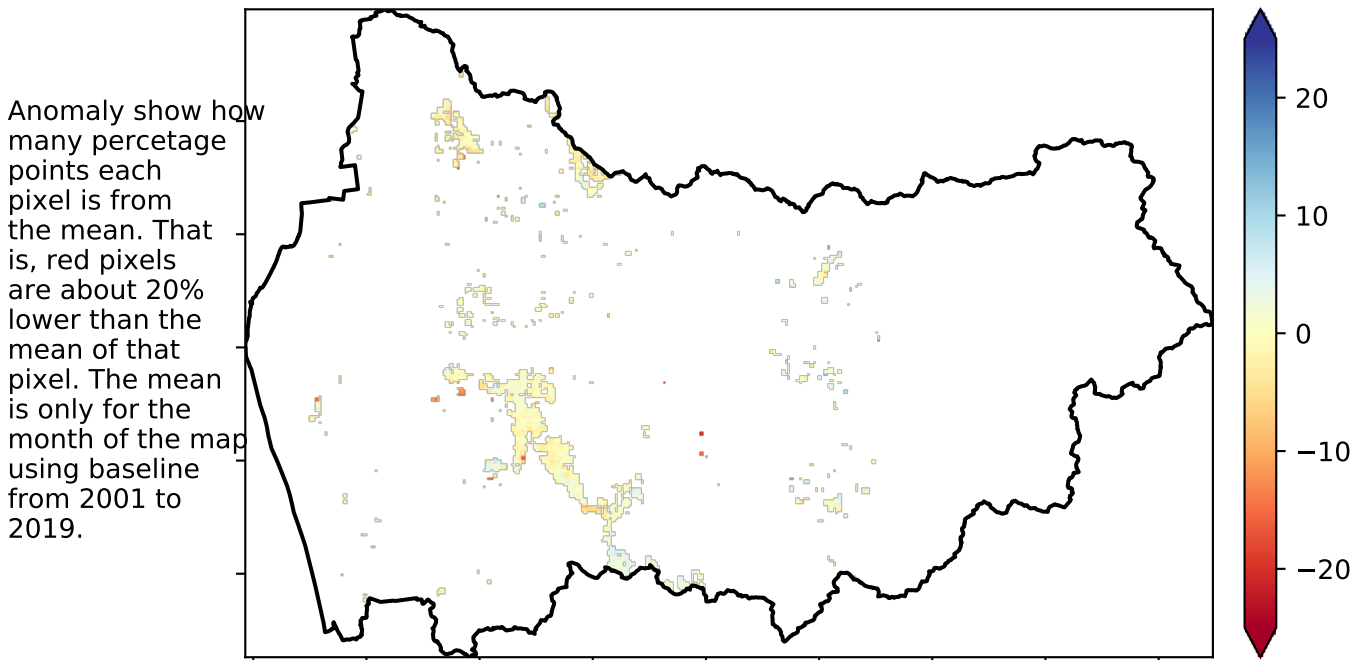 Anomaly show how
many percetage
points each
pixel is from
the mean. That
is, red pixels
are about 20%
lower than the
mean of that
pixel. The mean
is only for the
month of the map
using baseline
from 2001 to
2019.
20
10
0
−10
−20